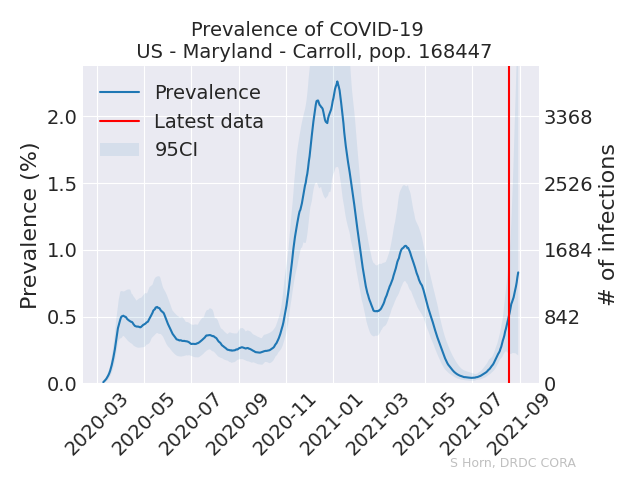 Prevalence of COVID-19
US - Maryland - Carroll, pop. 168447
Prevalence
Latest data
95CI
Prevalence (%)
2.0
1.5
1.0
0.5
0.0
3368
2526
1684
842
0
# of infections
2020-03
2020-05
2020-07
2020-09
2020-11
2021-01
2021-03
2021-05
2021-07
2021-09
S Horn, DRDC CORA